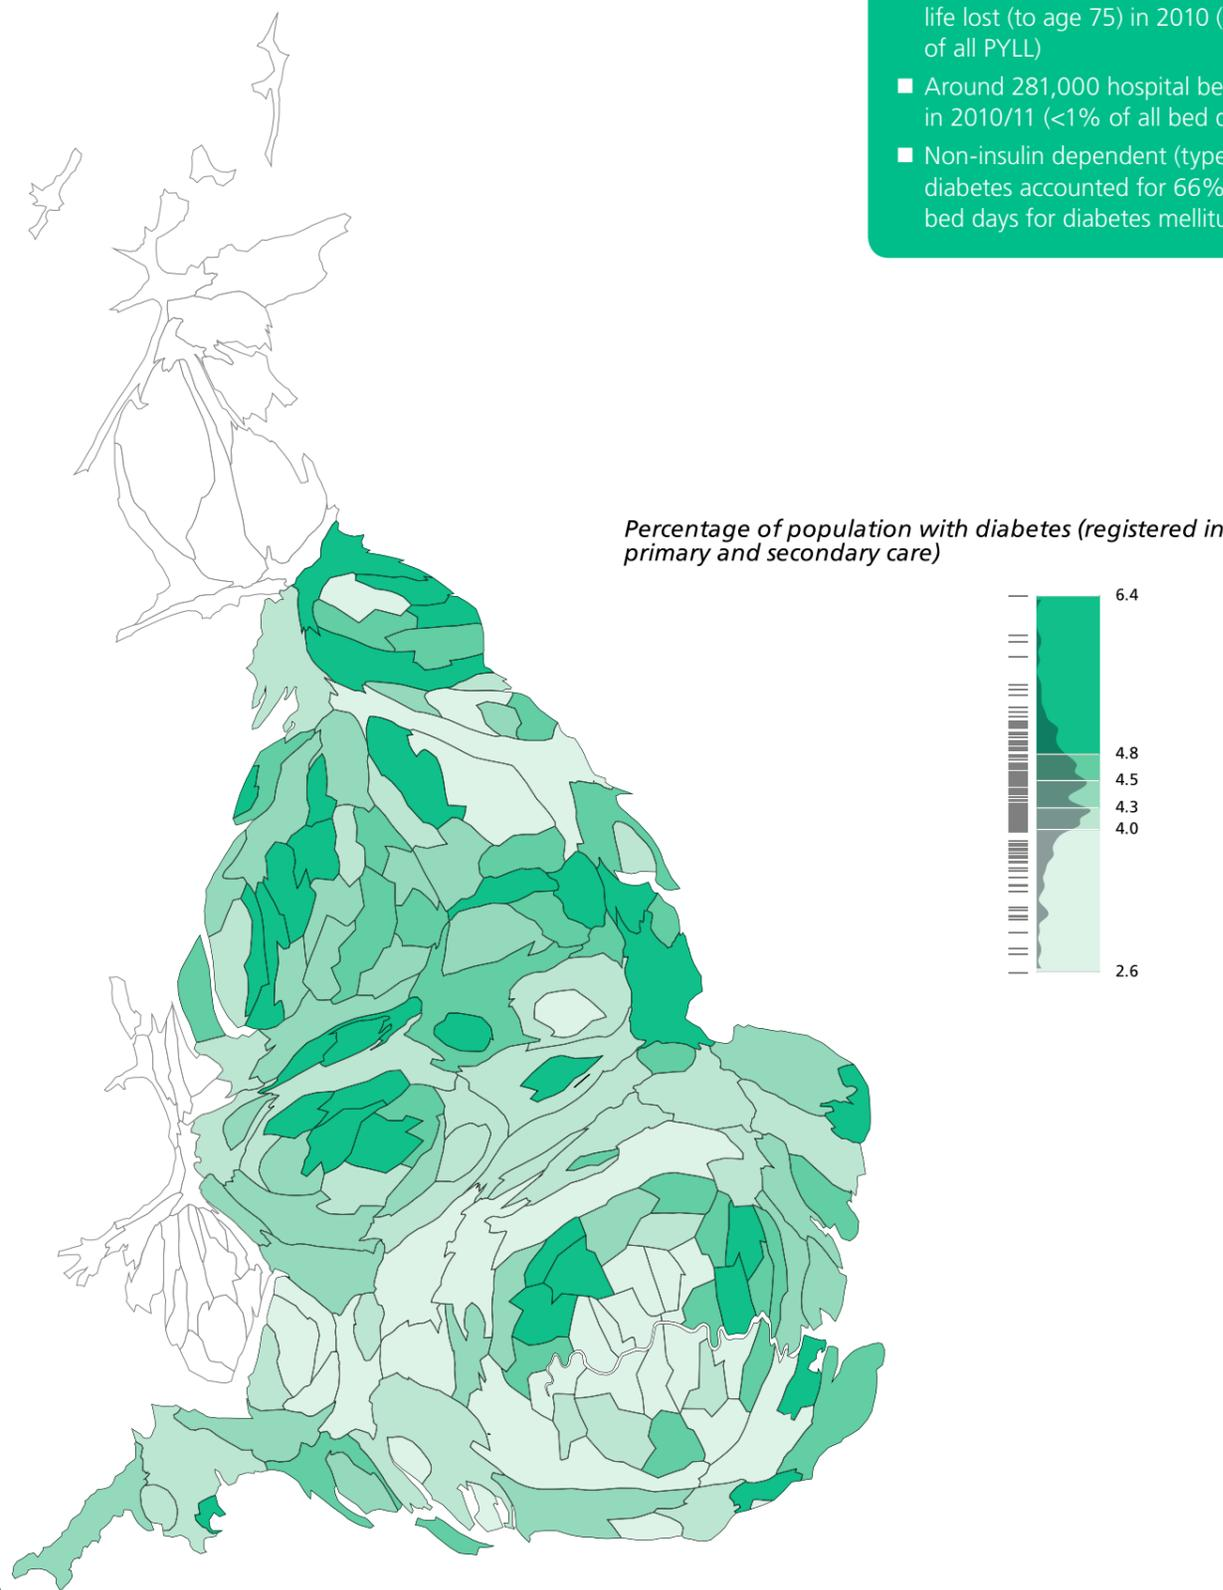 life lost (to age 75) in 2010 (
of all PYLL)
Around 281,000 hospital be
in 2010/11 (<1% of all bed
Non-insulin dependent (type
diabetes accounted for 66%
bed days for diabetes mellitu
Percentage of population with diabetes (registered in
primary and secondary care)
6.4
4.8
4.5
4.3
4.0
2.6